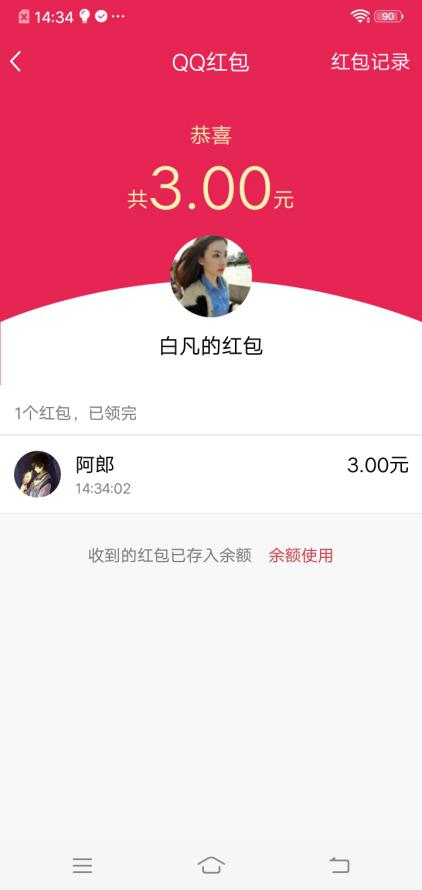 14:34
90
QQ红包
红包记录
恭喜
共3.00元
白凡的红包
1个红包，已领完
阿郎
3.00元
14:34:02
收到的红包已存入余额 余额使用